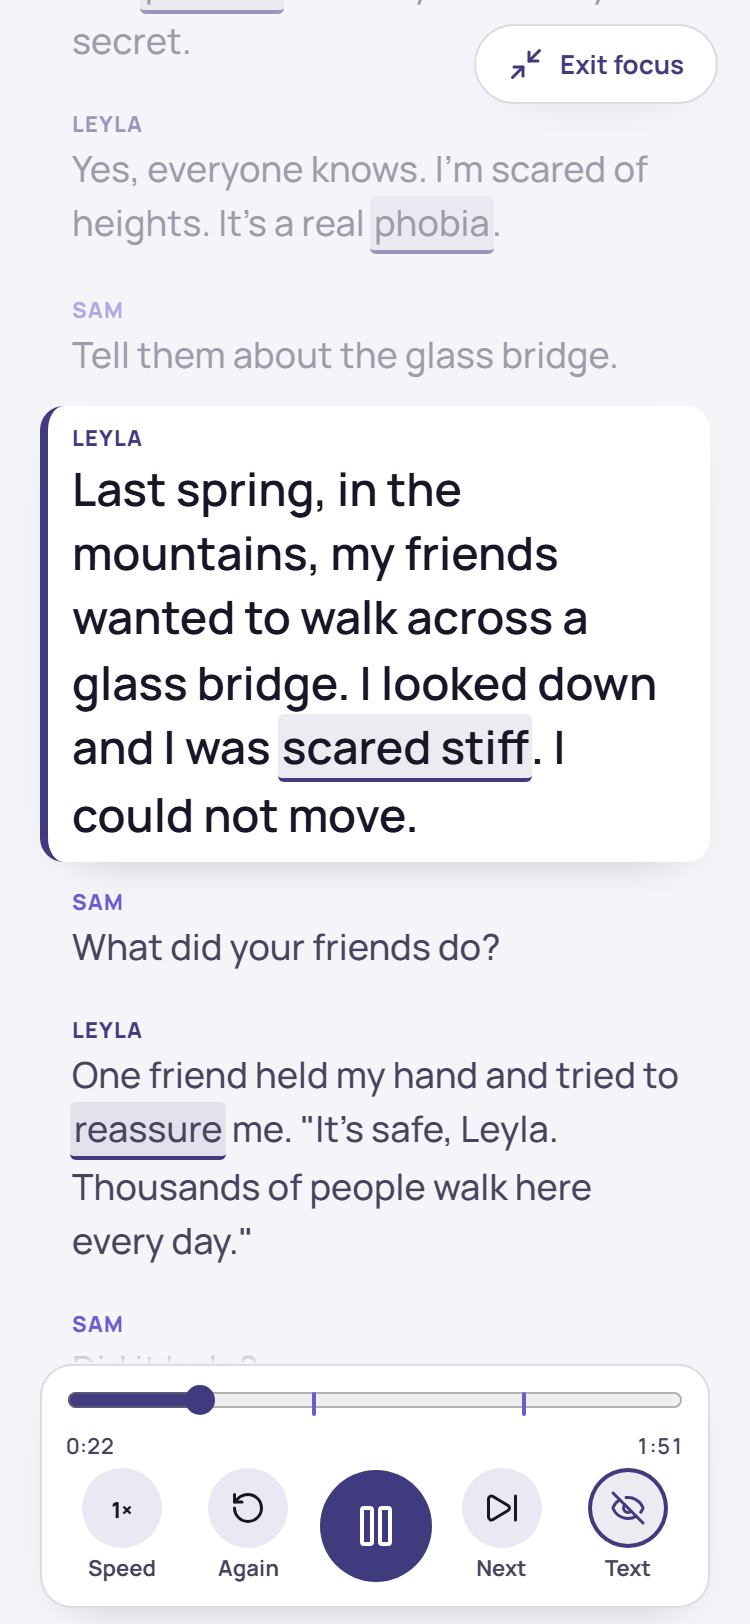 secret.
Exit focus
LEYLA
Yes, everyone knows. I'm scared of
heights. It's a real phobia.
SAM
Tell them about the glass bridge.
LEYLA
Last spring, in the
mountains, my friends
wanted to walk across a
glass bridge. I looked down
and I was scared stiff. I
could not move.
SAM
What did your friends do?
LEYLA
One friend held my hand and tried to
reassure me. "It's safe, Leyla.
Thousands of people walk here
every day."
SAM
0:22
1:51
1×
Speed
Again
Next
Text